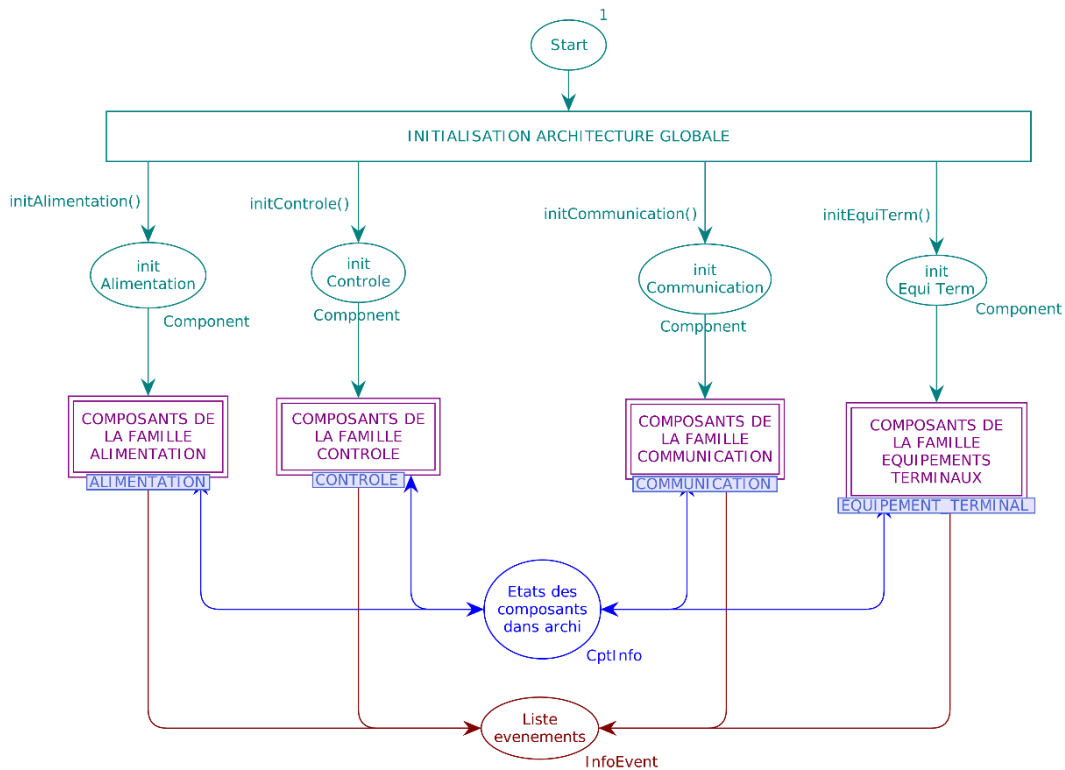 1
Start
INITIALISATION ARCHITECTURE GLOBALE
initAlimentation()
initControle()
initCommunication()
initEquiTerm()
init
Alimentation
init
Controle
init
Communication
init
Equi Term
Component
Component
Component
Component
COMPOSANTS DE
LA FAMILLE
ALIMENTATION
COMPOSANTS DE
LA FAMILLE
CONTROLE
COMPOSANTS DE
LA FAMILLE
COMMUNICATION
COMPOSANTS DE
LA FAMILLE
EQUIPEMENTS
TERMINAUX
ALIMENTATION
CONTROLE
COMMUNICATION
EQUIPEMENT_TERMINAL
Etats des
composants
dans archi
CptInfo
Liste
evenements
InfoEvent